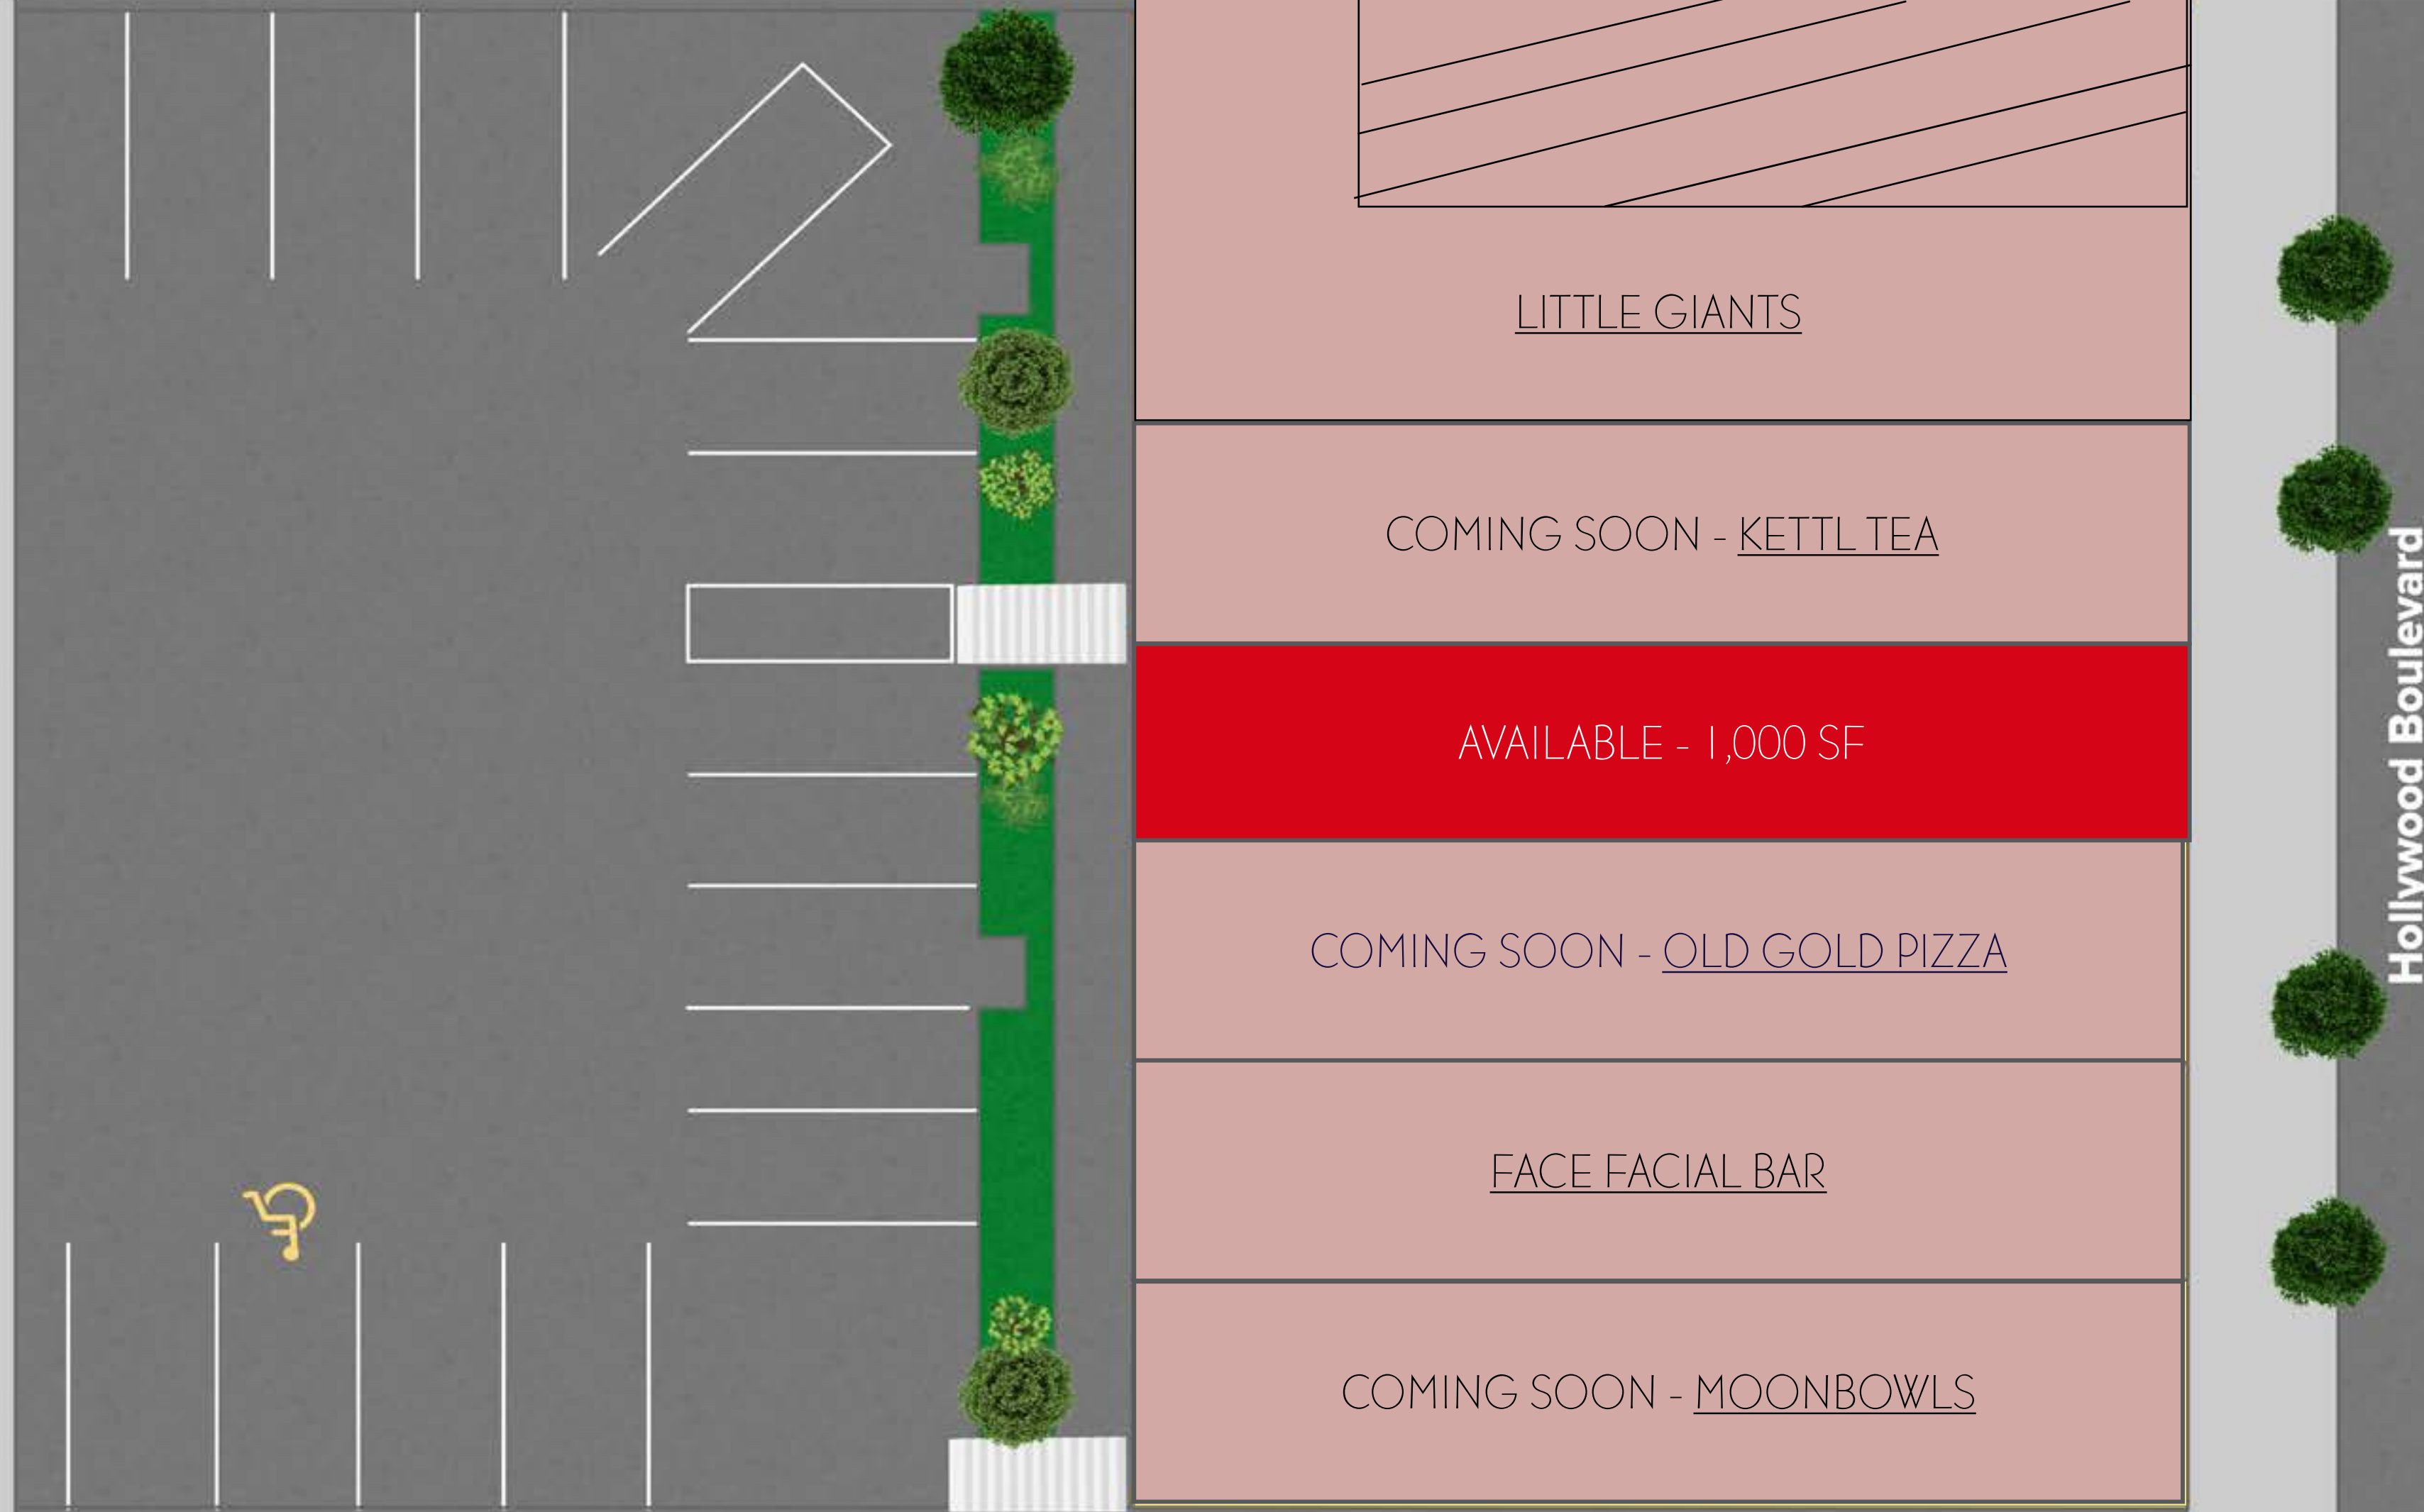 LITTLE GIANTS
COMING SOON - KETTL TEA
AVAILABLE - 1,000 SF
COMING SOON - OLD GOLD PIZZA
FACE FACIAL BAR
COMING SOON - MOONBOWLS
Hollywood Boulevard